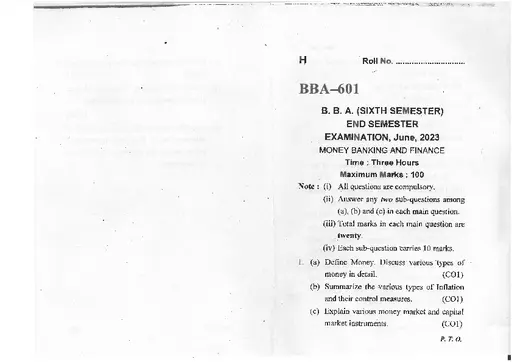 H Roll No. ..............................
BBA–601
B. B. A. (SIXTH SEMESTER)
END SEMESTER
EXAMINATION, June, 2023
MONEY BANKING AND FINANCE
Time : Three Hours
Maximum Marks : 100
Note : (i) All questions are compulsory.
(ii) Answer any two sub-questions among
(a), (b) and (c) in each main question.
(iii) Total marks in each main question are
twenty.
(iv) Each sub-question carries 10 marks.
1. (a) Define Money. Discuss various types of
money in detail. (CO1)
(b) Summarize the various types of Inflation
and their control measures. (CO1)
(c) Explain various money market and capital
market instruments. (CO1)
P. T. O.